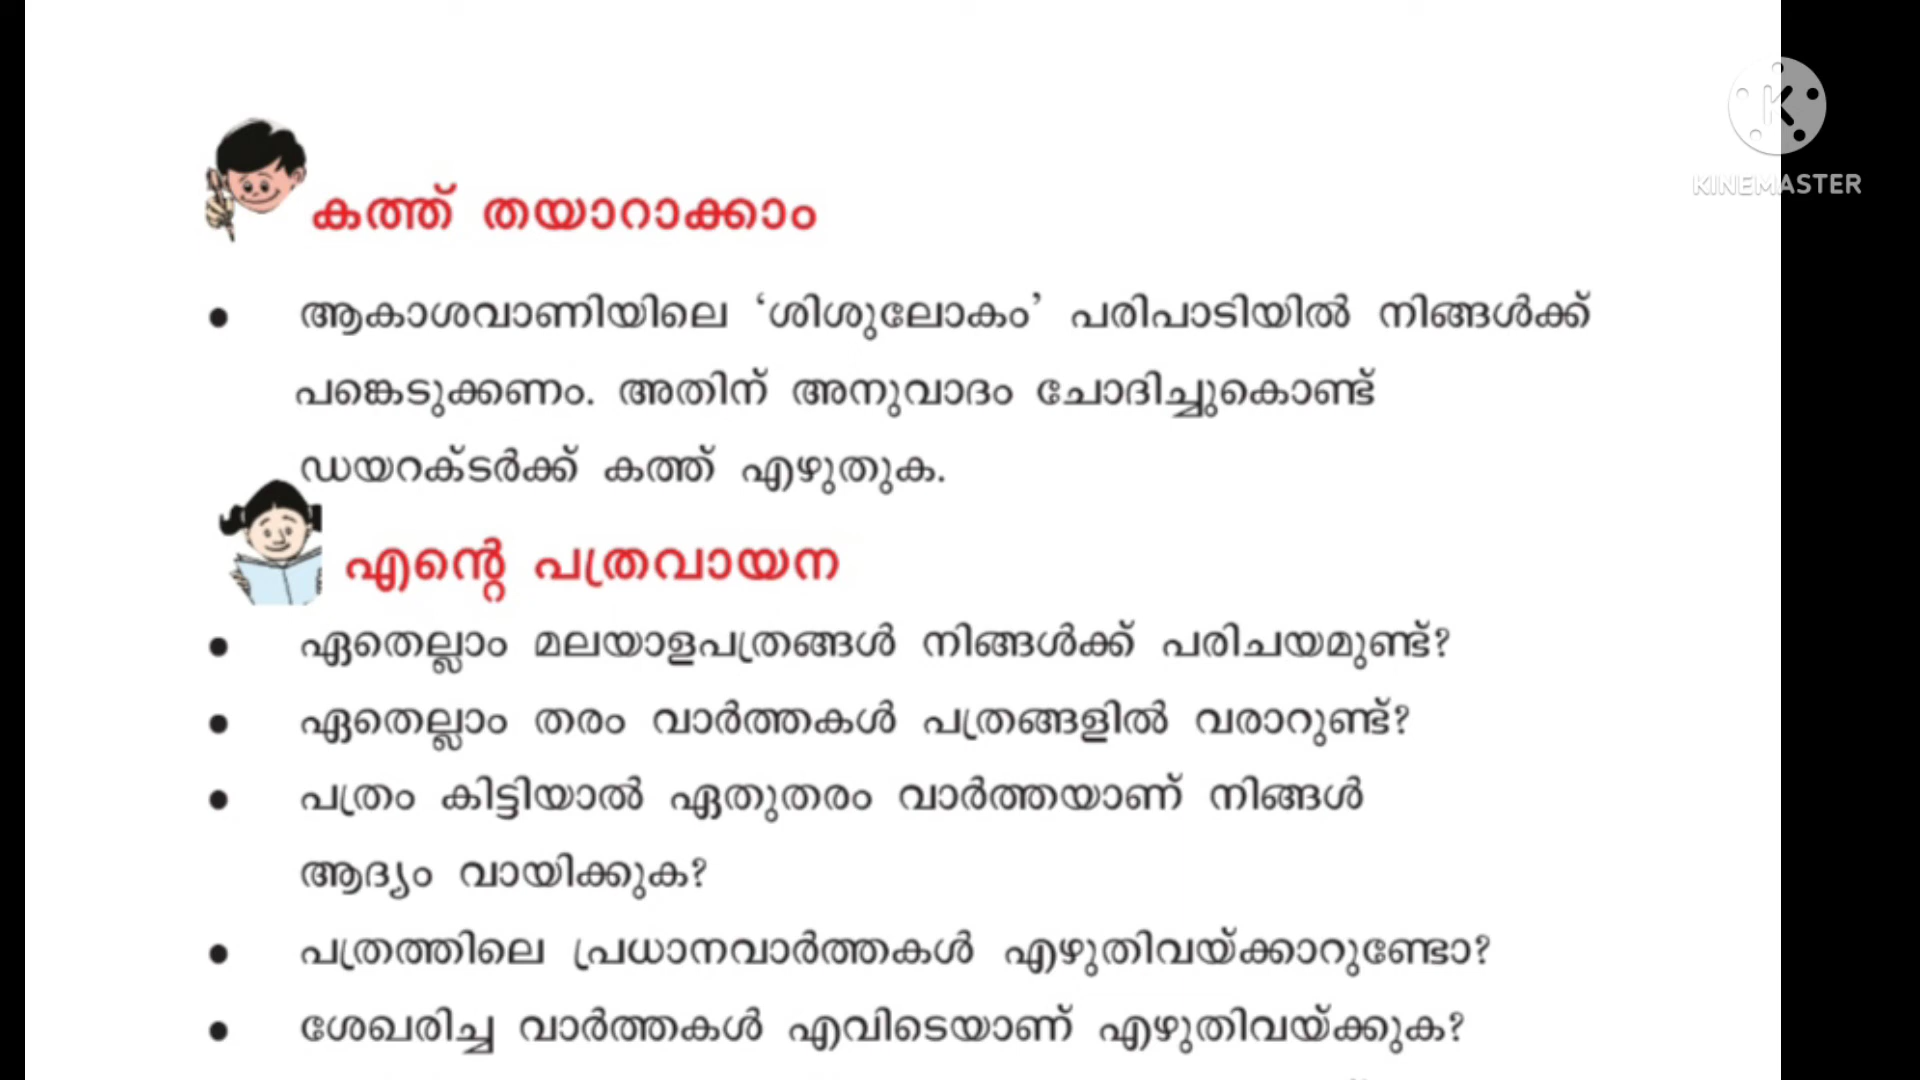 കത്ത് തയാറാക്കാം
KINEMASTER
ആകാശവാണിയിലെ ‘ശിശുലോകം’ പരിപാടിയിൽ നിങ്ങൾക്ക്
പങ്കെടുക്കണം. അതിന് അനുവാദം ചോദിച്ചുകൊണ്ട്
ഡയറക്ടർക്ക് കത്ത് എഴുതുക.
എന്റെ പത്രവായന
ഏതെല്ലാം മലയാളപത്രങ്ങൾ നിങ്ങൾക്ക് പരിചയമുണ്ട്?
ഏതെല്ലാം തരം വാർത്തകൾ പത്രങ്ങളിൽ വരാറുണ്ട്?
പത്രം കിട്ടിയാൽ ഏതുതരം വാർത്തയാണ് നിങ്ങൾ
ആദ്യം വായിക്കുക?
പത്രത്തിലെ പ്രധാനവാർത്തകൾ എഴുതിവയ്ക്കാറുണ്ടോ?
ശേഖരിച്ച വാർത്തകൾ എവിടെയാണ് എഴുതിവയ്ക്കുക?